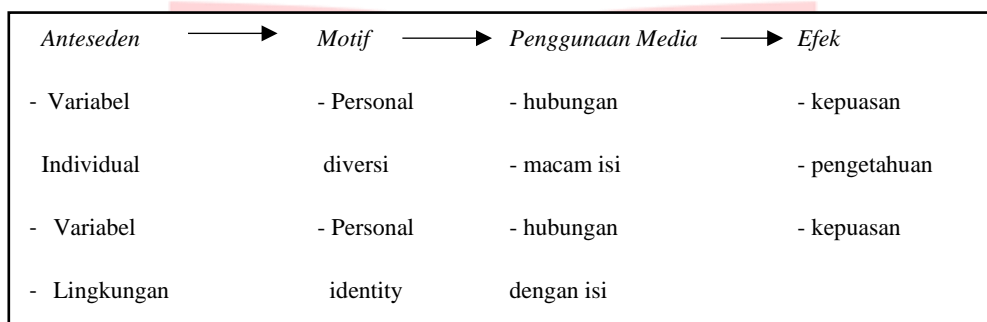 Anteseden Motif Penggunaan Media Efek
- Variabel - Personal - hubungan - kepuasan
Individual diversi - macam isi - pengetahuan
- Variabel - Personal - hubungan - kepuasan
- Lingkungan identity dengan isi